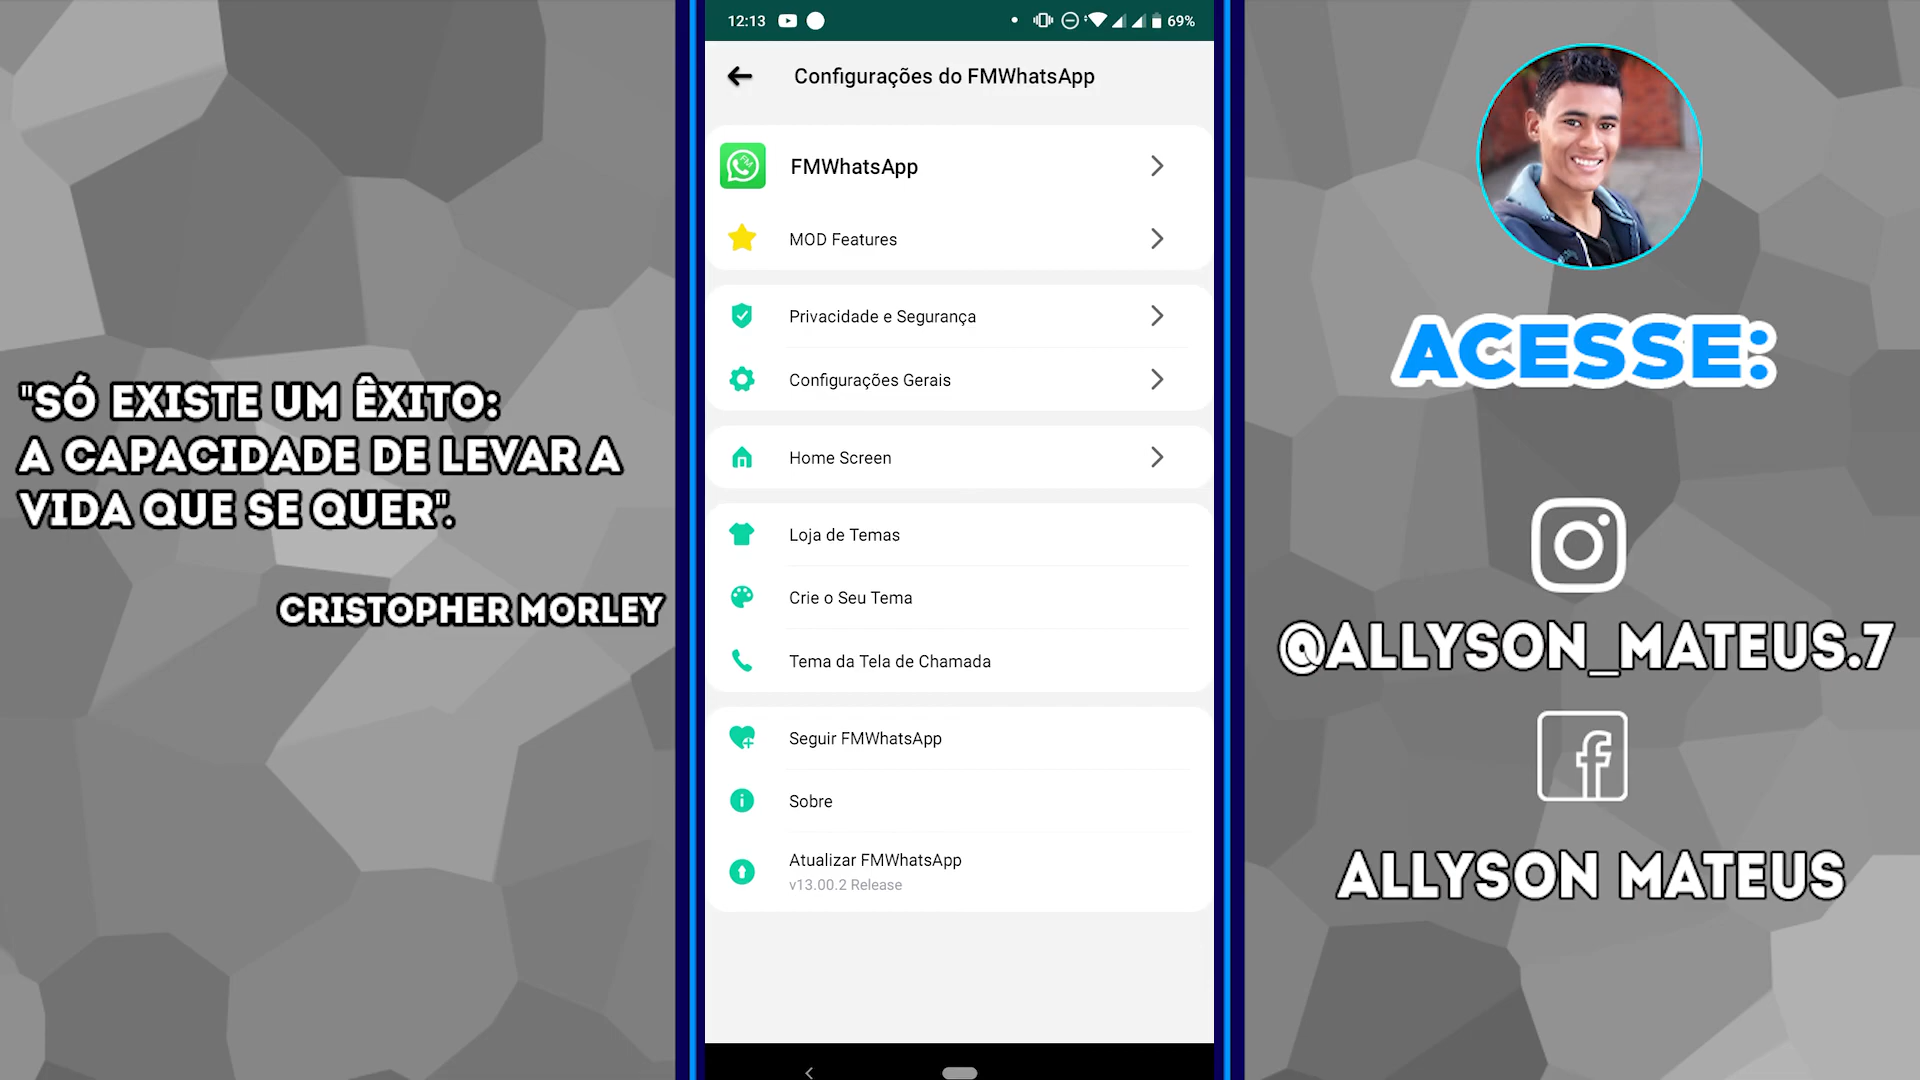 "SÓ EXISTE UM ÊXITO:
A CAPACIDADE DE LEVAR A
VIDA QUE SE QUER".
CRISTOPHER MORLEY
12:13
69%
Configurações do FMWhatsApp
FM
FMWhatsApp
MOD Features
Privacidade e Segurança
Configurações Gerais
Home Screen
Loja de Temas
Crie o Seu Tema
Tema da Tela de Chamada
Seguir FMWhatsApp
Sobre
Atualizar FMWhatsApp
v13.00.2 Release
ACESSE:
@ALLYSON_MATEUS.7
ALLYSON MATEUS